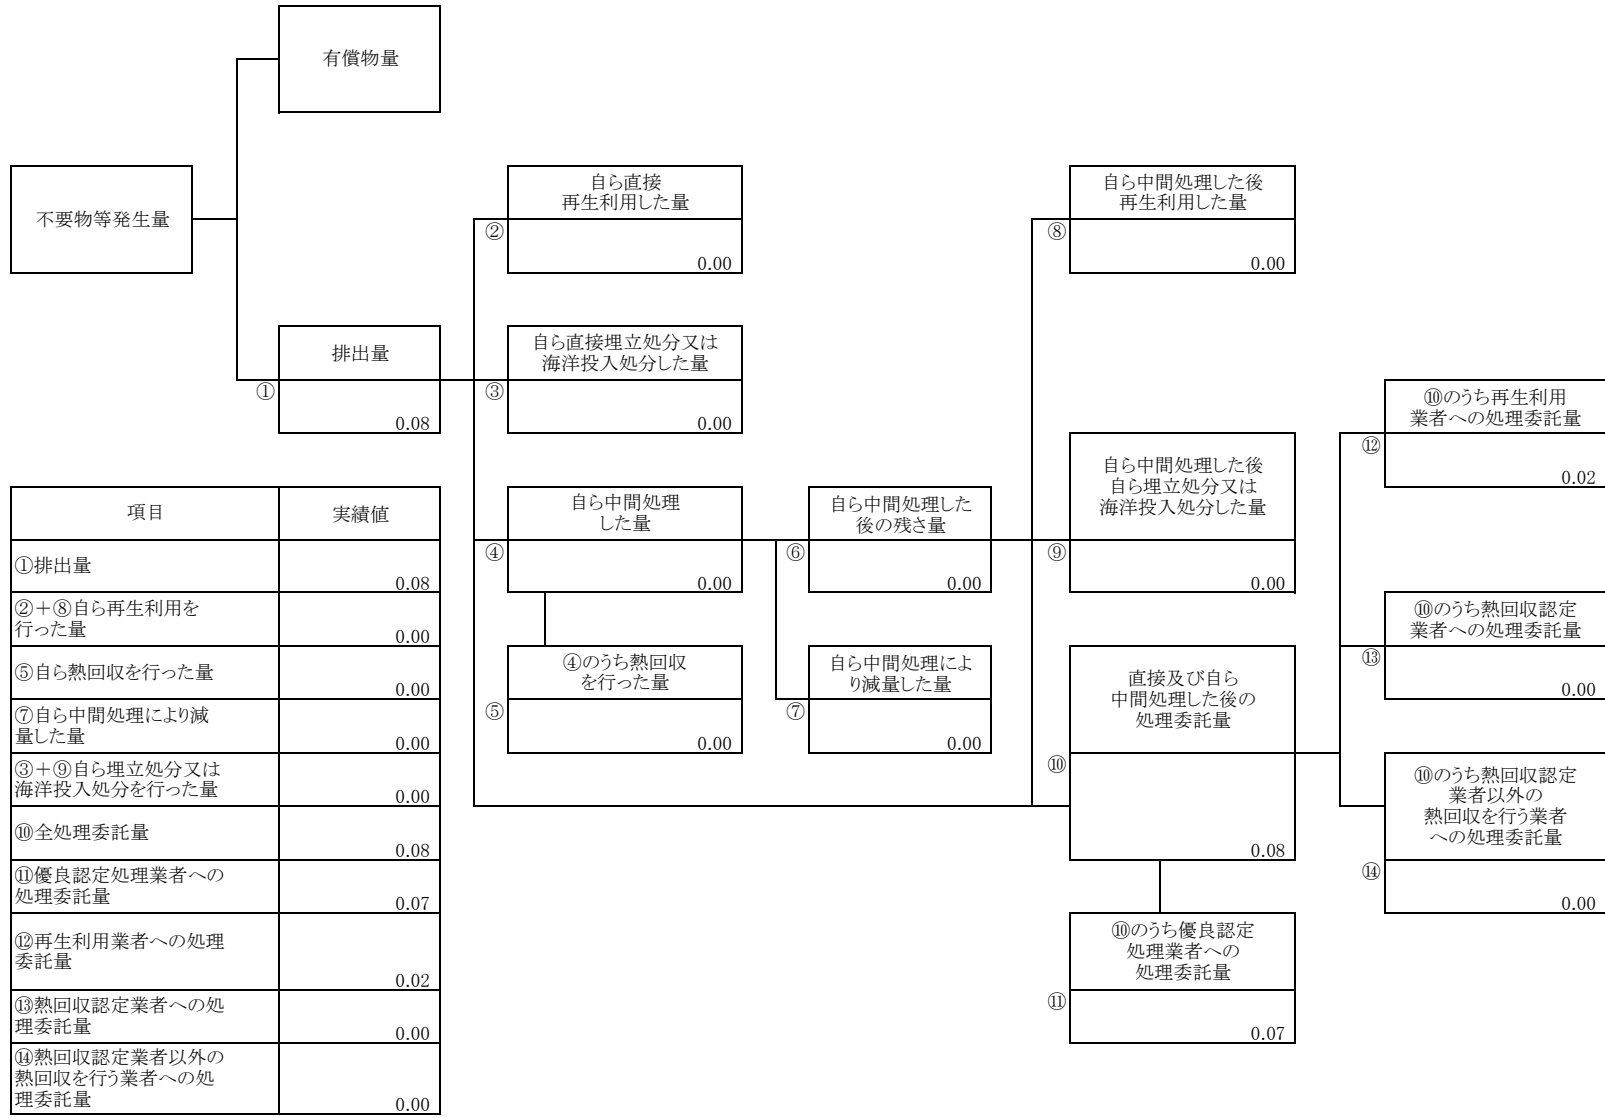 有償物量
不要物等発生量
自ら直接
再生利用した量
②
0.00
自ら中間処理した後
再生利用した量
⑧
0.00
排出量
①
0.08
自ら直接埋立処分又は
海洋投入処分した量
③
0.00
⑩のうち再生利用
業者への処理委託量
⑫
0.02
自ら中間処理
した量
④
0.00
自ら中間処理した
後の残さ量
⑥
0.00
自ら中間処理した後
自ら埋立処分又は
海洋投入処分した量
⑨
0.00
⑩のうち熱回収認定
業者への処理委託量
⑬
0.00
④のうち熱回収
を行った量
⑤
0.00
自ら中間処理によ
り減量した量
⑦
0.00
直接及び自ら
中間処理した後の
処理委託量
⑩
0.08
⑩のうち熱回収認定
業者以外の
熱回収を行う業者
への処理委託量
⑭
0.00
⑩のうち優良認定
処理業者への
処理委託量
⑪
0.07
項目 実績値
①排出量
0.08
②＋⑧自ら再生利用を
行った量
0.00
⑤自ら熱回収を行った量
0.00
⑦自ら中間処理により減
量した量
0.00
③＋⑨自ら埋立処分又は
海洋投入処分を行った量
0.00
⑩全処理委託量
0.08
⑪優良認定処理業者への
処理委託量
0.07
⑫再生利用業者への処理
委託量
0.02
⑬熱回収認定業者への処
理委託量
0.00
⑭熱回収認定業者以外の
熱回収を行う業者への処
理委託量
0.00